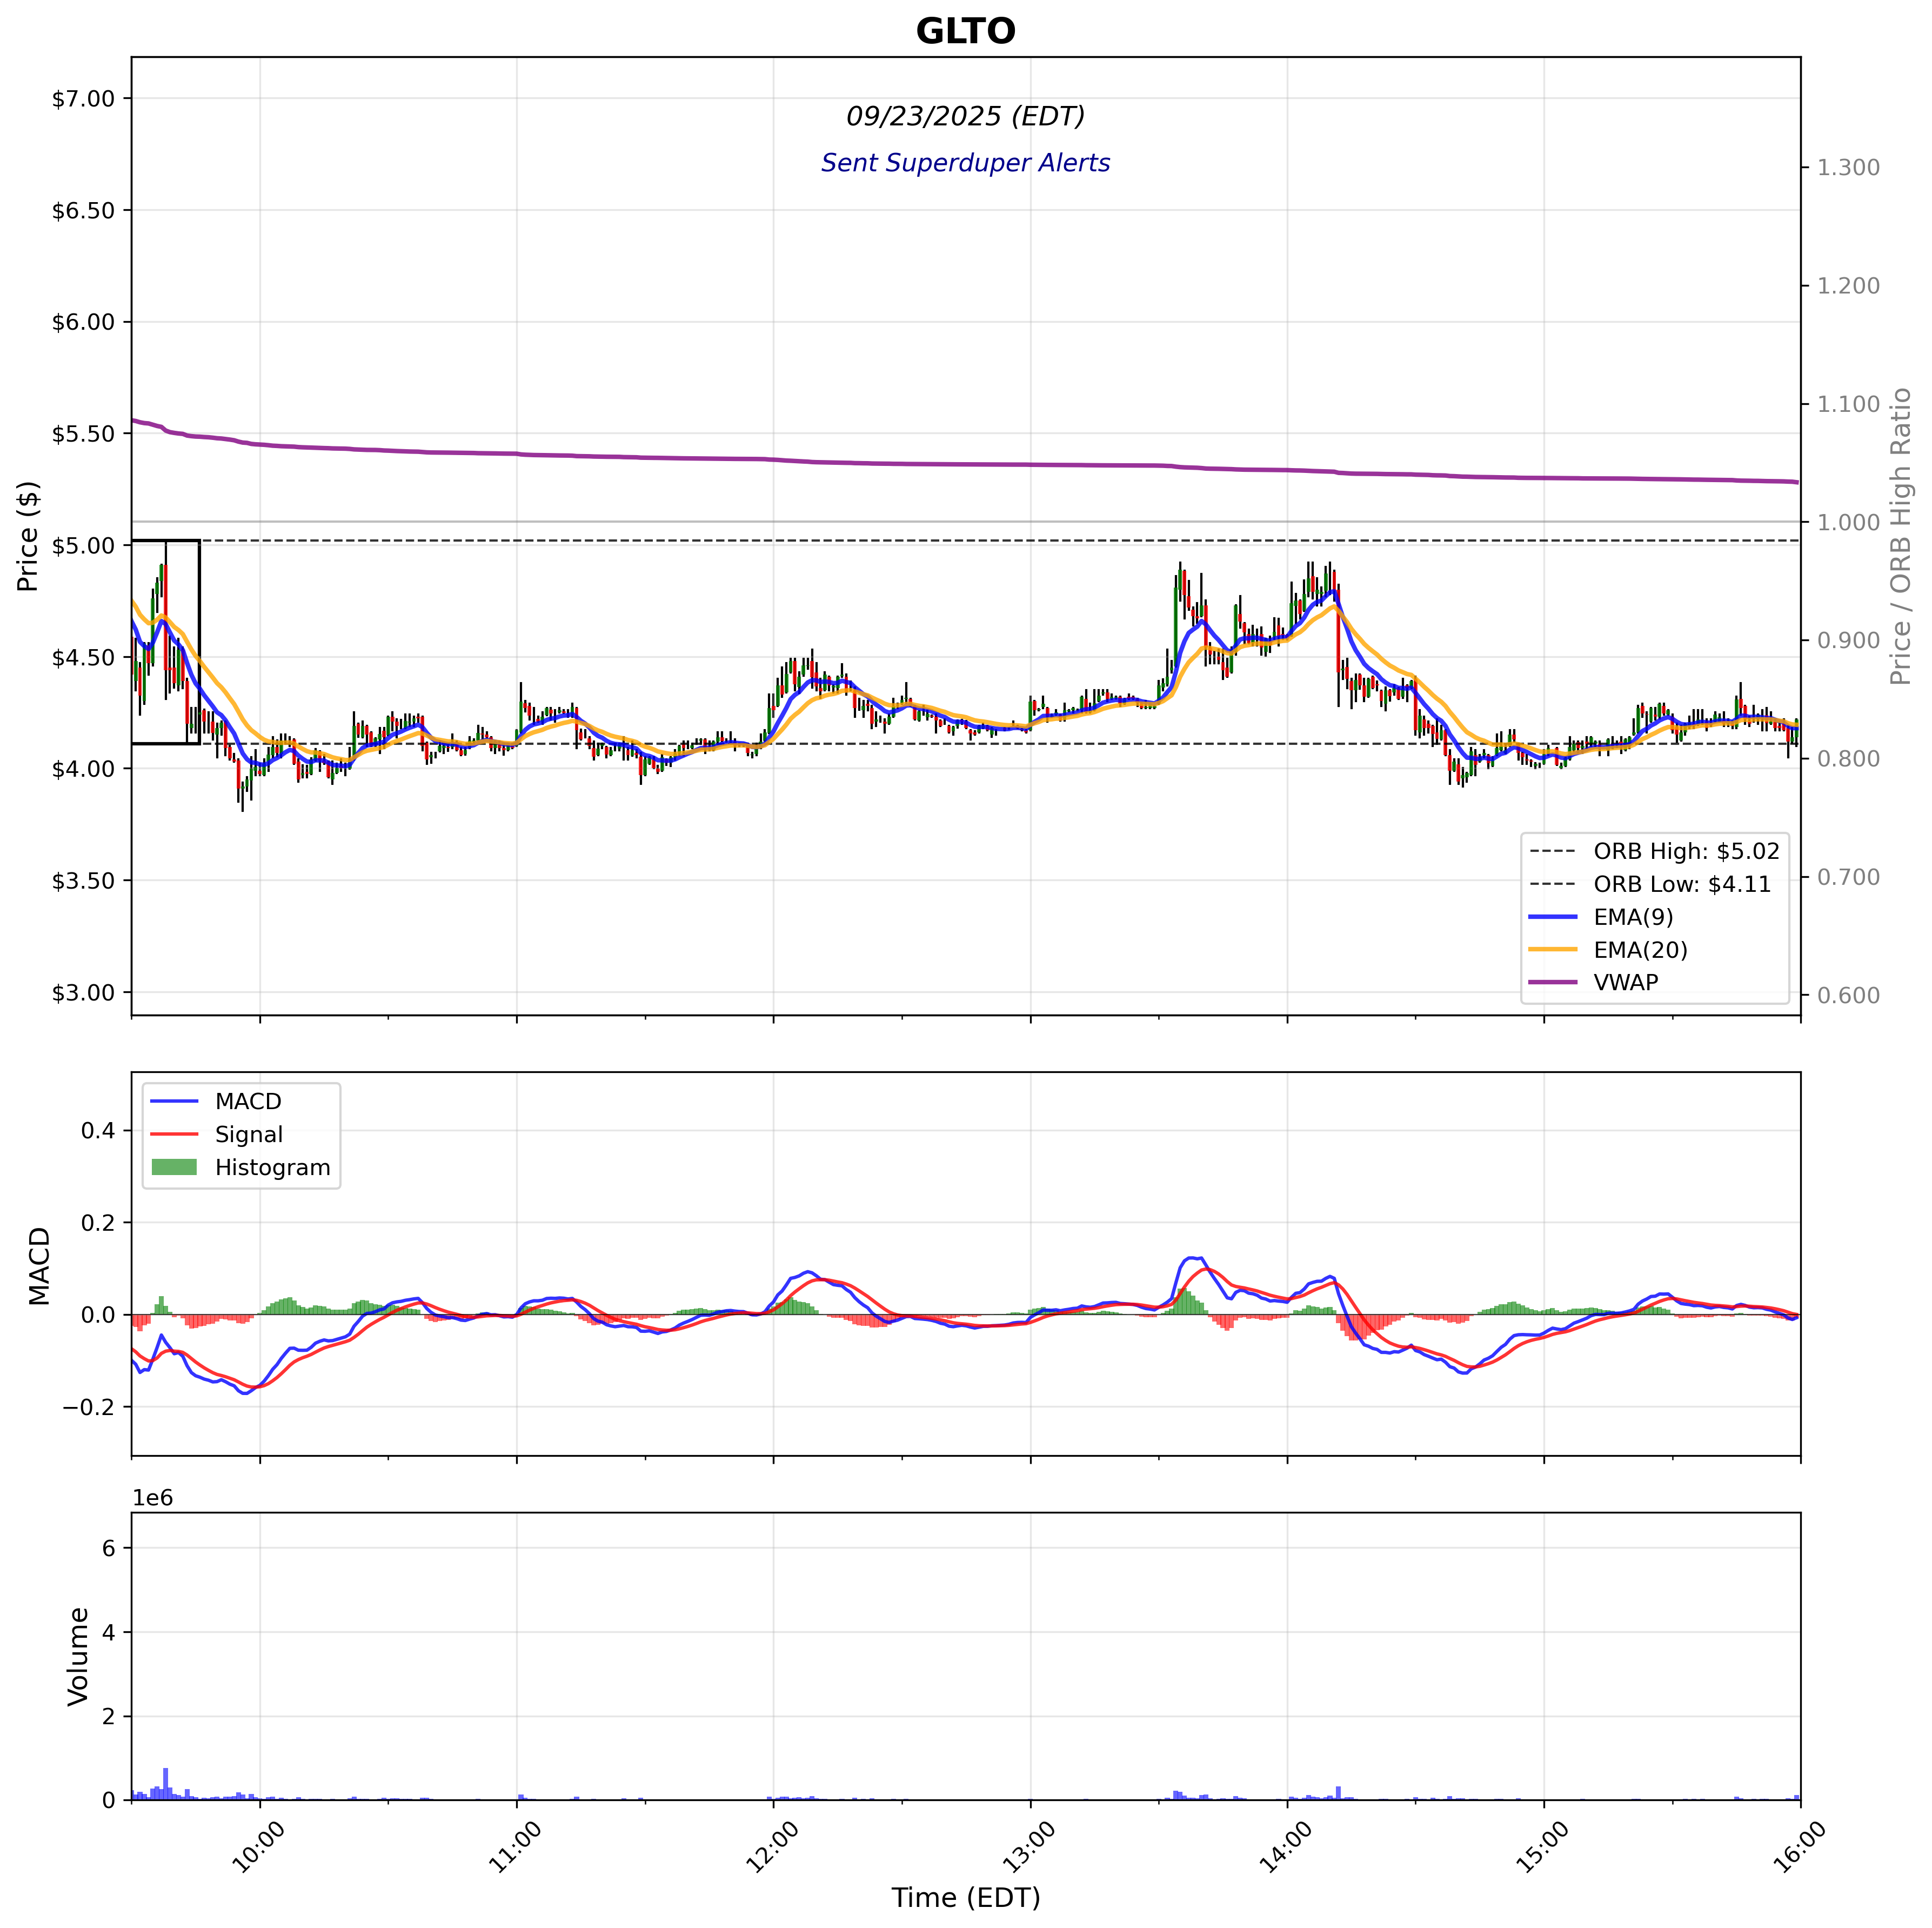 GLTO
09/23/2025 (EDT)
Sent Superduper Alerts
$7.00
$6.50
$6.00
$5.50
$5.00
$4.50
$4.00
$3.50
$3.00
Price ($)
1.300
1.200
1.100
1.000
0.900
0.800
0.700
0.600
Price / ORB High Ratio
ORB High: $5.02
ORB Low: $4.11
EMA(9)
EMA(20)
VWAP
MACD
Signal
Histogram
0.4
0.2
0.0
−0.2
MACD
1e6
6
4
2
0
Volume
10:00
11:00
12:00
13:00
14:00
15:00
16:00
Time (EDT)